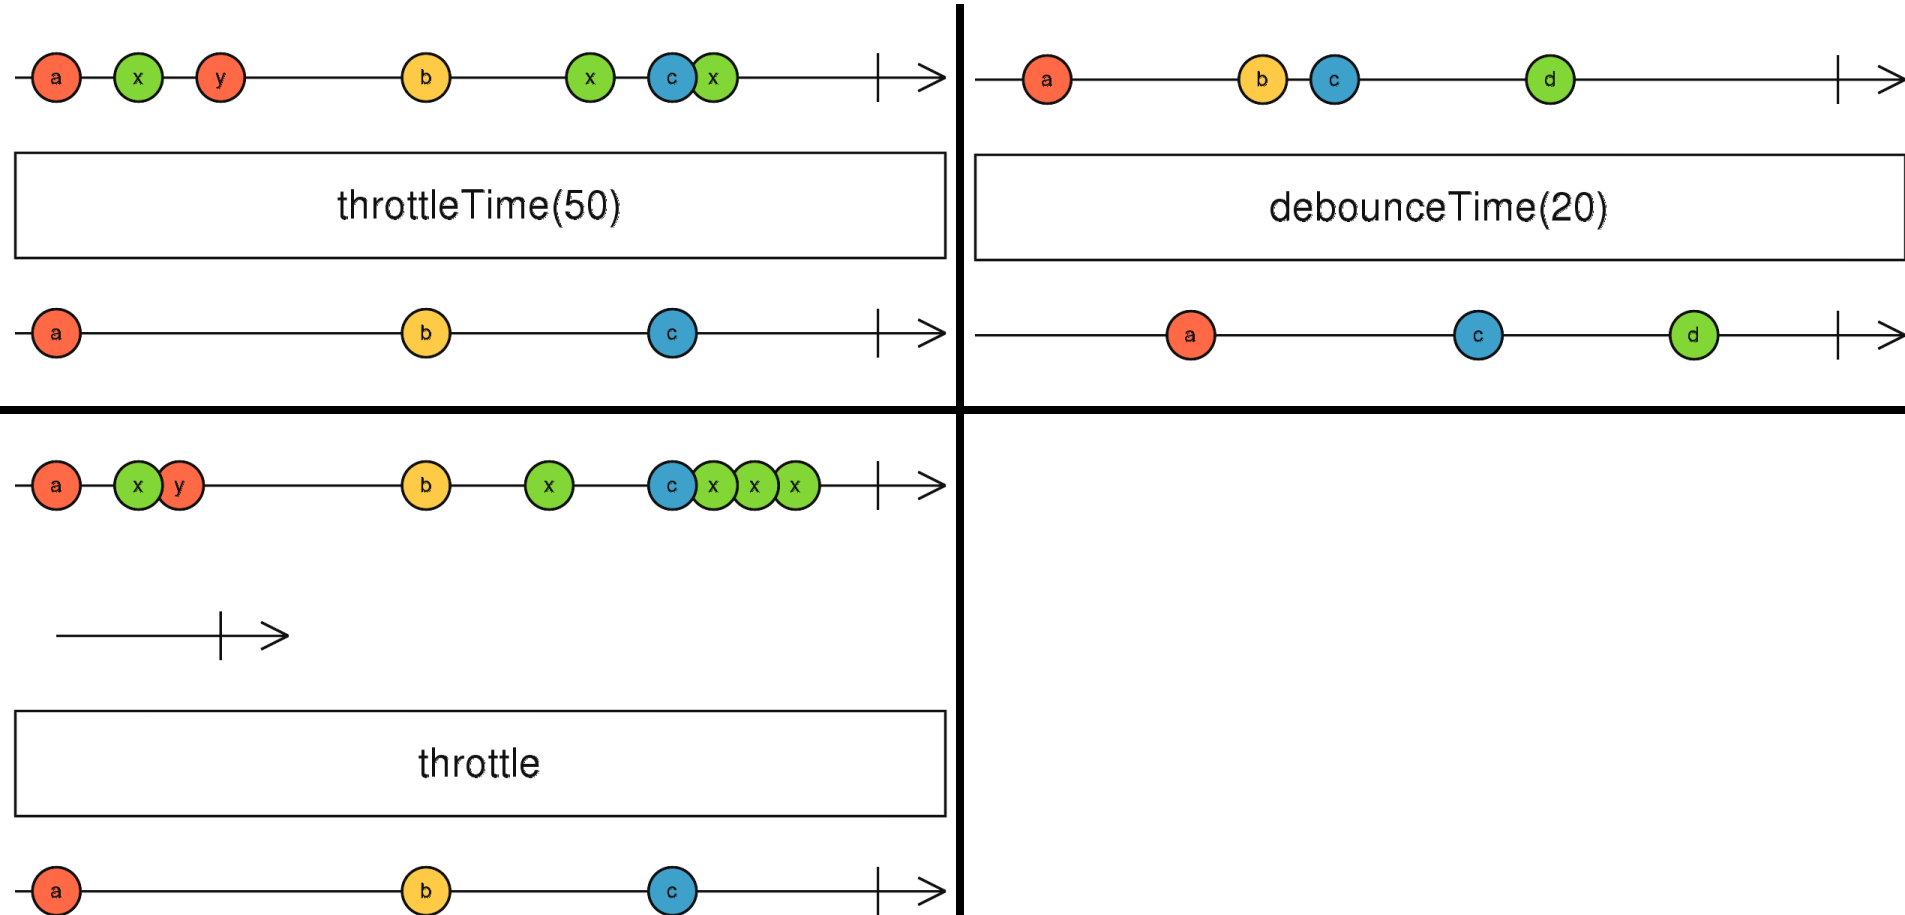 a x y b x c x
throttleTime(50)
a b c
a b c d
debounceTime(20)
a c d
a x y b x c x x x
throttle
a b c